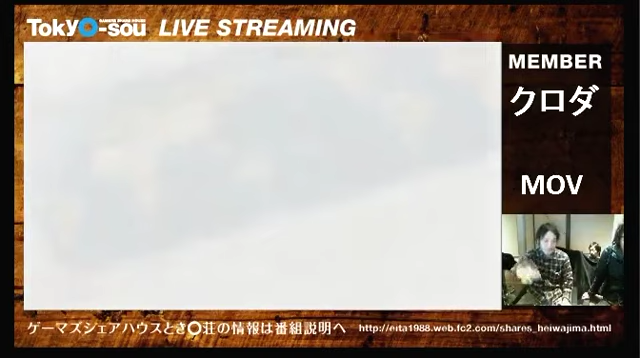 TOKYO-sou LIVE STREAMING
MEMBER
クロダ
MOV
ゲーマズシェアハウスとき〇荘の情報は番組説明へ http://eita1988.web.fc2.com/shares_heiwajima.html